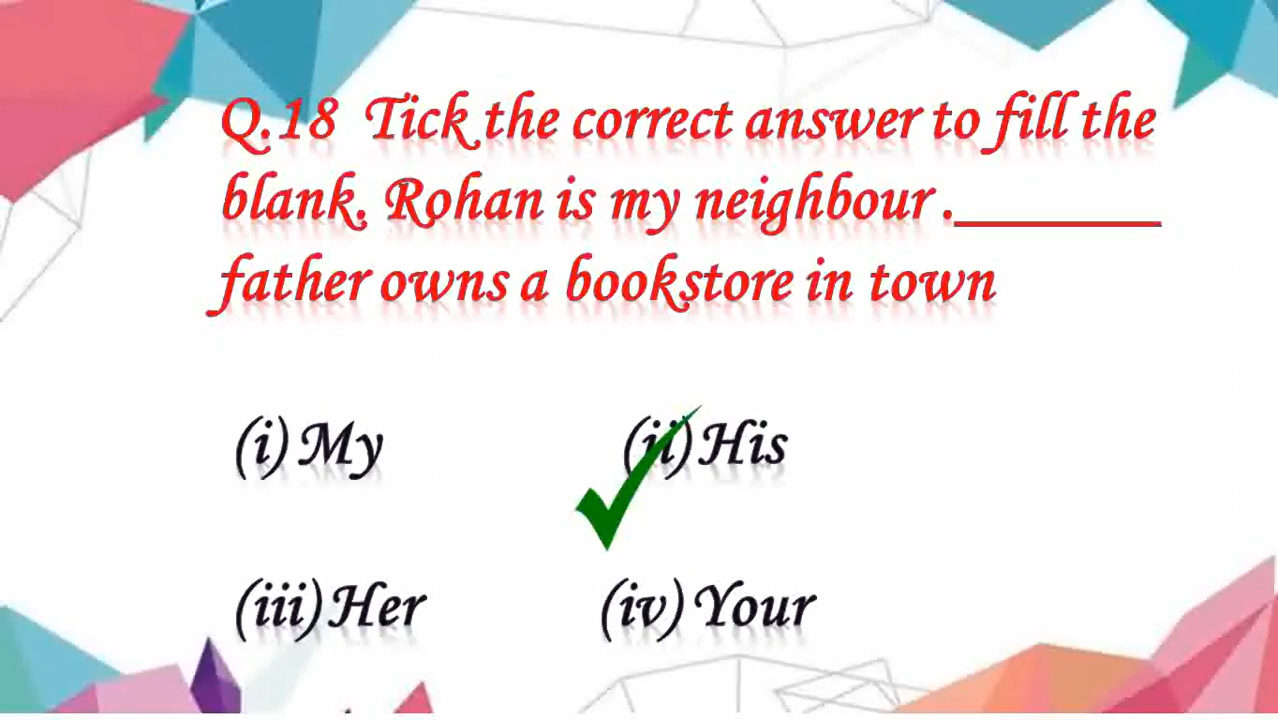 Q.18 Tick the correct answer to fill the
blank. Rohan is my neighbour .________
father owns a bookstore in town
(i) My (ii) His
(iii) Her (iv) Your